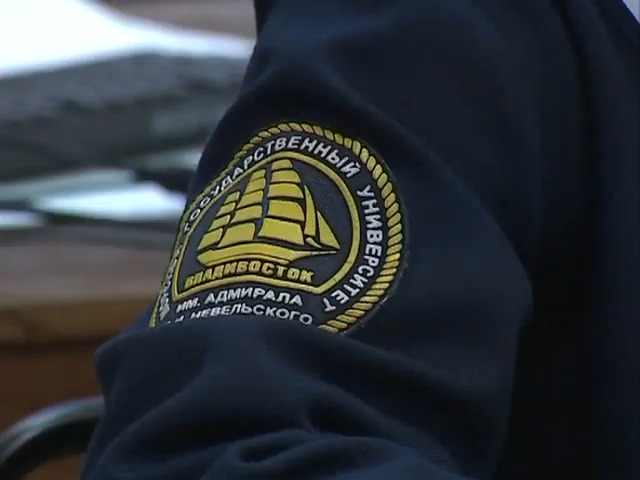 ГОСУДАРСТВЕННЫЙ УНИВЕРСИТЕТ
ВЛАДИВОСТОК
ИМ. АДМИРАЛА
НЕВЕЛЬСКОГО